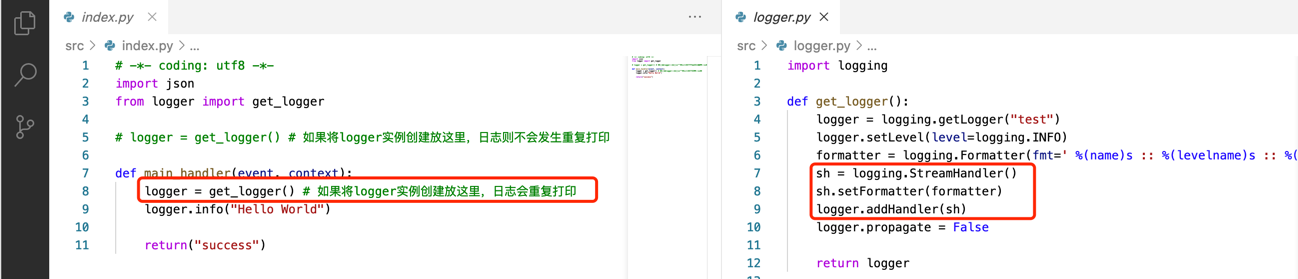 index.py
src > index.py > ...
1 # -*- coding: utf8 -*-
2 import json
3 from logger import get_logger
4
5 # logger = get_logger() # 如果将logger实例创建放这里，日志则不会发生重复打印
6
7 def main_handler(event, context):
8 logger = get_logger() # 如果将logger实例创建放这里，日志会重复打印
9 logger.info("Hello World")
10
11 return("success")
logger.py
src > logger.py > ...
1 import logging
2
3 def get_logger():
4 logger = logging.getLogger("test")
5 logger.setLevel(level=logging.INFO)
6 formatter = logging.Formatter(fmt=' %(name)s :: %(levelname)s :: %(
7 sh = logging.StreamHandler()
8 sh.setFormatter(formatter)
9 logger.addHandler(sh)
10 logger.propagate = False
11
12 return logger